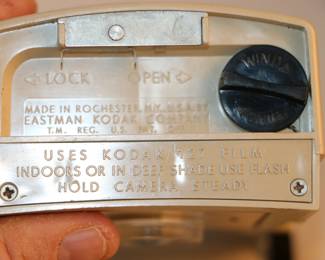 LOCK OPEN
MADE IN ROCHESTER, N.Y., U.S.A. BY
EASTMAN KODAK COMPANY
T.M. REG. U.S. PAT. OFF.
WIND
USES KODAK 127 FILM
INDOORS OR IN DEEP SHADE USE FLASH
HOLD CAMERA STEADY